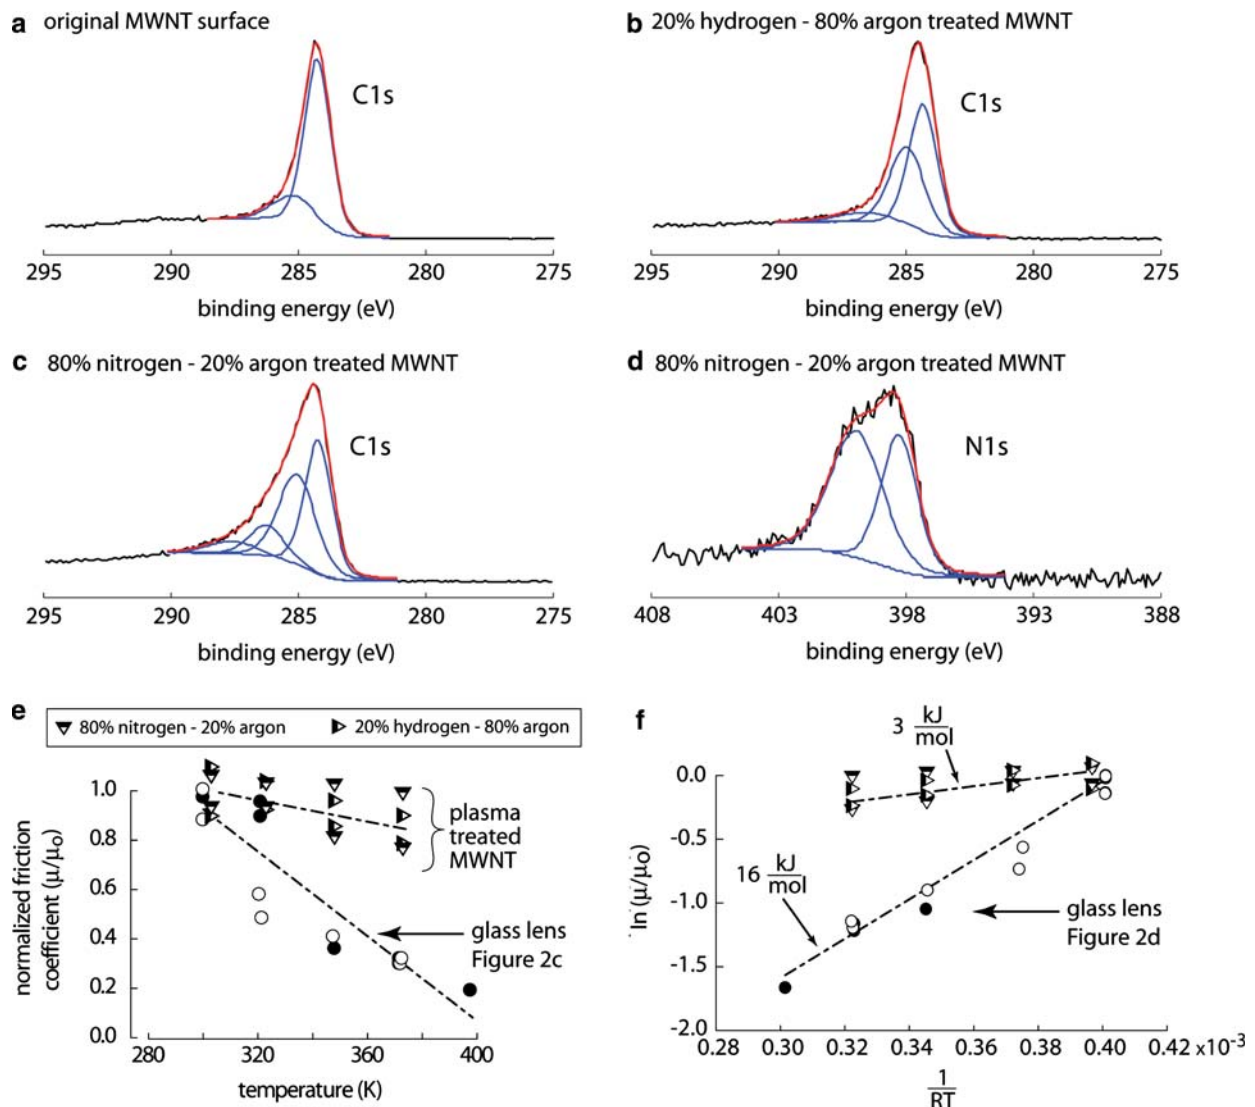 a original MWNT surface
C1s
295 290 285 280 275
binding energy (eV)
b 20% hydrogen - 80% argon treated MWNT
C1s
295 290 285 280 275
binding energy (eV)
c 80% nitrogen - 20% argon treated MWNT
C1s
295 290 285 280 275
binding energy (eV)
d 80% nitrogen - 20% argon treated MWNT
N1s
408 403 398 393 388
binding energy (eV)
e
80% nitrogen - 20% argon 20% hydrogen - 80% argon
normalized friction
coefficient (μ/μo)
1.0
0.8
0.6
0.4
0.2
0.0
plasma
treated
MWNT
glass lens
Figure 2c
280 320 360 400
temperature (K)
f
ln (μ/μo)
0.0
-0.5
-1.0
-1.5
-2.0
3 kJ
mol
16 kJ
mol
glass lens
Figure 2d
0.28 0.30 0.32 0.34 0.36 0.38 0.40 0.42 x10-3
1
RT